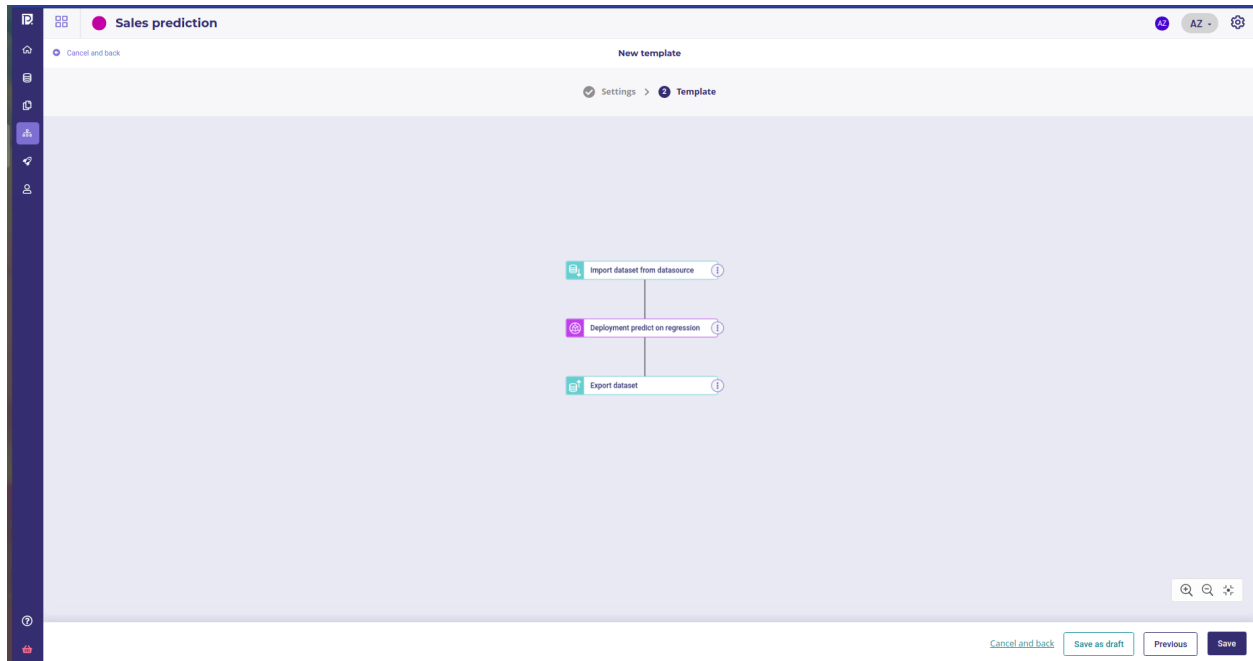 Sales prediction
AZ
AZ
Cancel and back
New template
Settings
2
Template
Import dataset from datasource
Deployment predict on regression
Export dataset
Cancel and back
Save as draft
Previous
Save